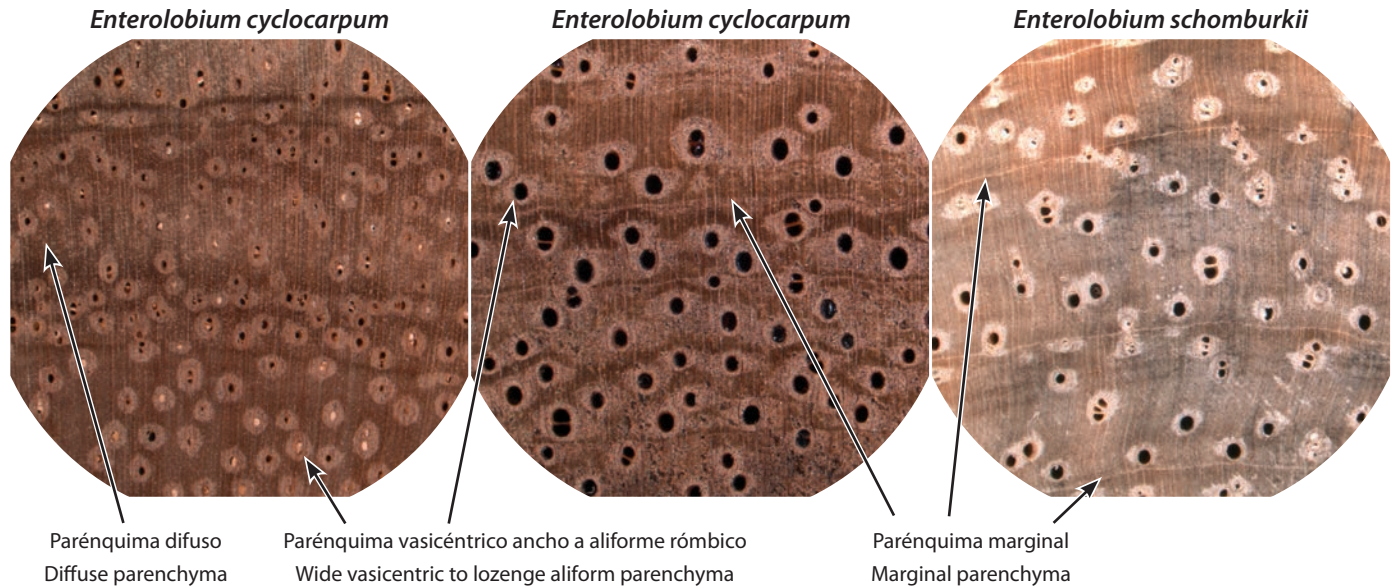 Enterolobium cyclocarpum
Enterolobium cyclocarpum
Enterolobium schomburkii
Parénquima difuso
Diffuse parenchyma
Parénquima vasicéntrico ancho a aliforme rómbico
Wide vasicentric to lozenge aliform parenchyma
Parénquima marginal
Marginal parenchyma